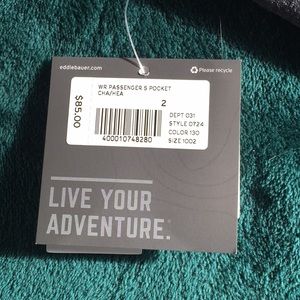 eddiebauer.com
Please recycle
$85.00
WR PASSENGER 5 POCKET
CHA/HEA
2
400010748280
DEPT 031
STYLE 0724
COLOR 130
SIZE 1002
LIVE YOUR
ADVENTURE.